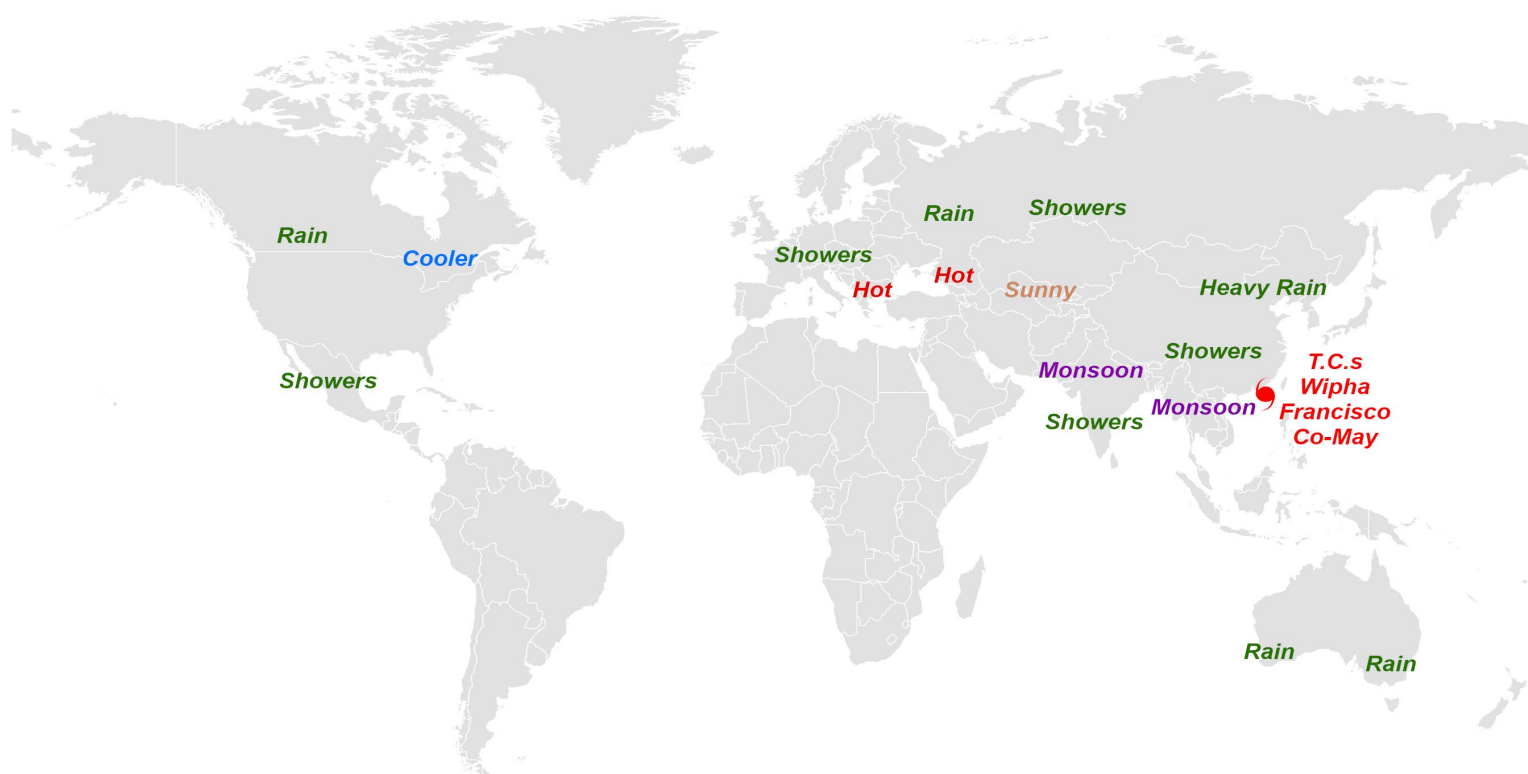 Rain
Cooler
Showers
Showers
Hot
Hot
Rain
Showers
Sunny
Heavy Rain
Showers
Monsoon
Monsoon
Showers
T.C.s
Wipha
Francisco
Co-May
Rain
Rain